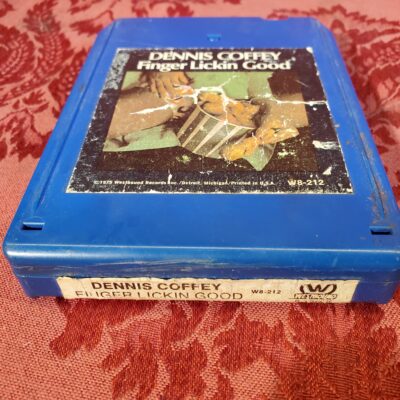 DENNIS COFFEY
Finger Lickin Good
© 1975 Westbound Records Inc. / Detroit, Michigan / Printed in U.S.A. W8-212
DENNIS COFFEY W8-212
FINGER LICKIN GOOD